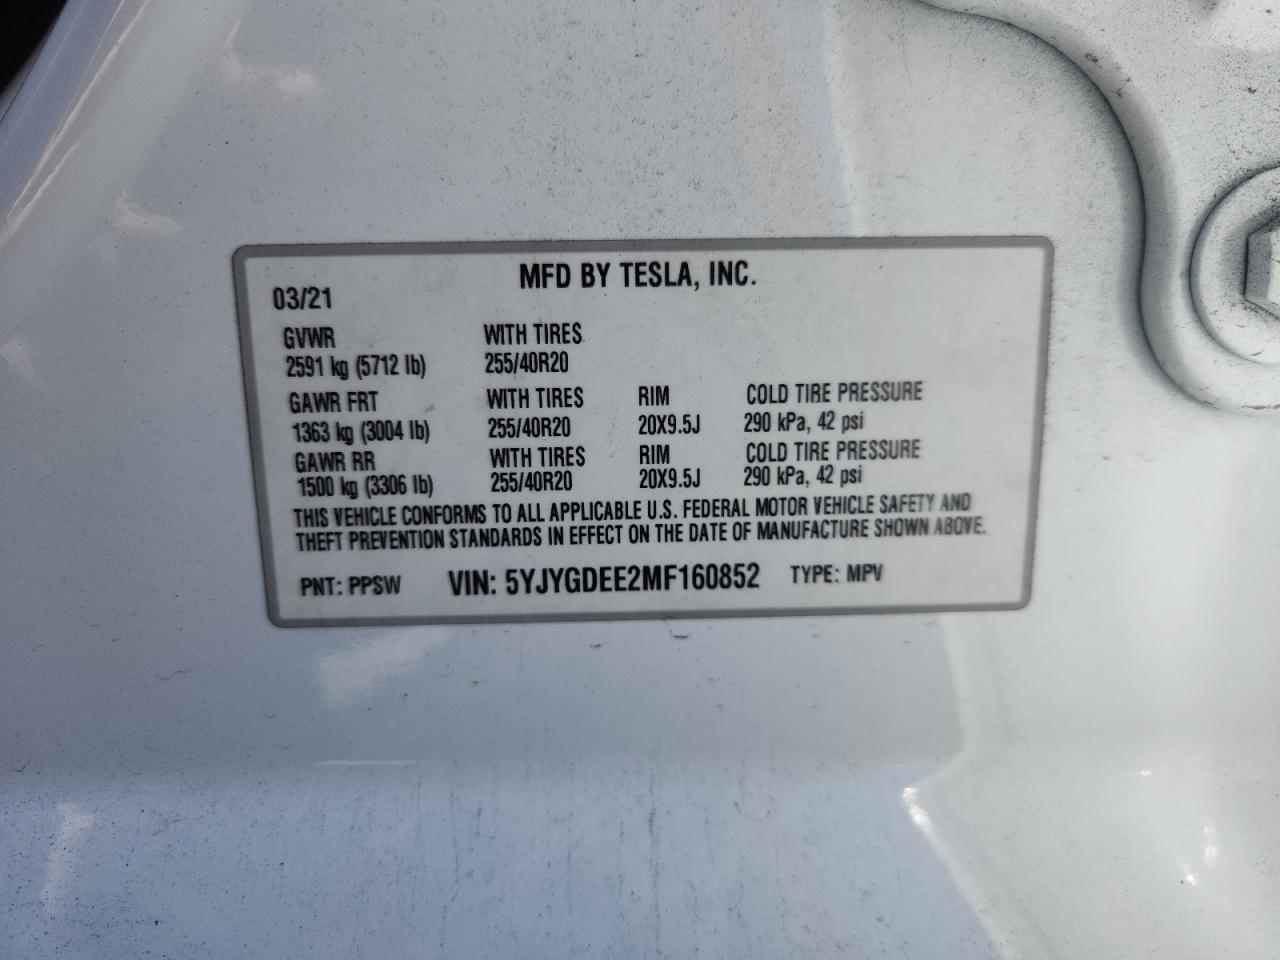 MFD BY TESLA, INC.
03/21
GVWR WITH TIRES
2591 kg (5712 lb) 255/40R20
GAWR FRT WITH TIRES RIM COLD TIRE PRESSURE
1363 kg (3004 lb) 255/40R20 20X9.5J 290 kPa, 42 psi
GAWR RR WITH TIRES RIM COLD TIRE PRESSURE
1500 kg (3306 lb) 255/40R20 20X9.5J 290 kPa, 42 psi
THIS VEHICLE CONFORMS TO ALL APPLICABLE U.S. FEDERAL MOTOR VEHICLE SAFETY AND
THEFT PREVENTION STANDARDS IN EFFECT ON THE DATE OF MANUFACTURE SHOWN ABOVE.
PNT: PPSW VIN: 5YJYGDEE2MF160852 TYPE: MPV